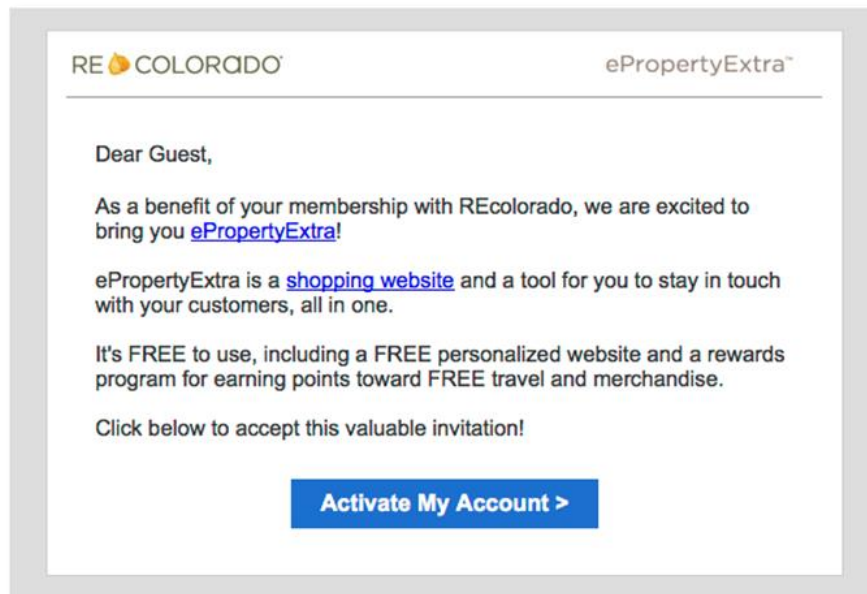 RE COLORADO ePropertyExtra™
Dear Guest,
As a benefit of your membership with REcolorado, we are excited to
bring you ePropertyExtra!
ePropertyExtra is a shopping website and a tool for you to stay in touch
with your customers, all in one.
It's FREE to use, including a FREE personalized website and a rewards
program for earning points toward FREE travel and merchandise.
Click below to accept this valuable invitation!
Activate My Account >